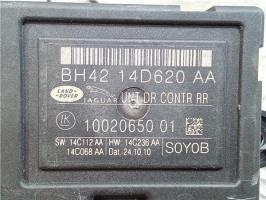 BH42 14D620 AA
LAND-
ROVER
JAGUAR UNT DR CONTR RR
10020650 01
SW 14C112 AA HW 14C236 AA
14C068 AA Dat. 24.10.10
S0Y0B